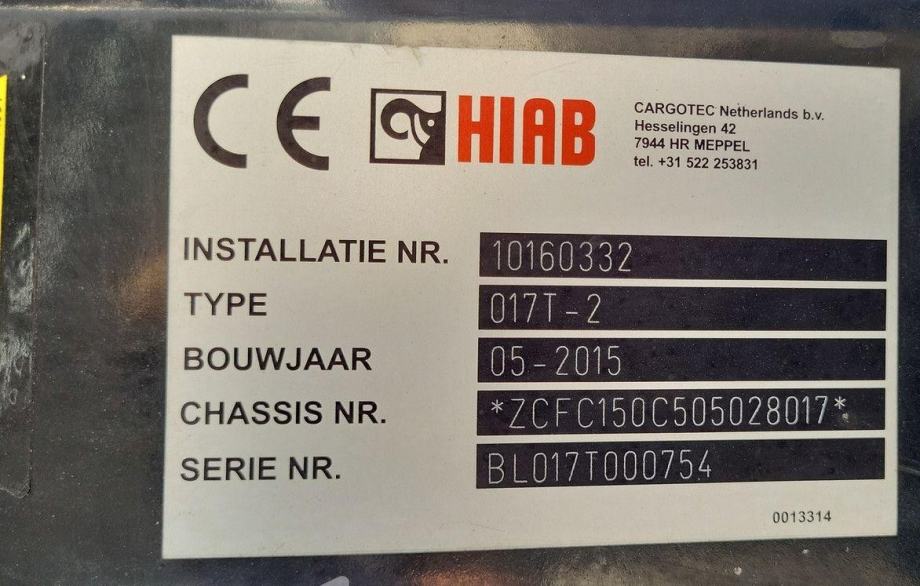 CE HIAB
CARGOTEC Netherlands b.v.
Hesselingen 42
7944 HR MEPPEL
tel. +31 522 253831
INSTALLATIE NR. 10160332
TYPE 017T-2
BOUWJAAR 05-2015
CHASSIS NR. *ZCFC150C505028017*
SERIE NR. BL017T000754
0013314